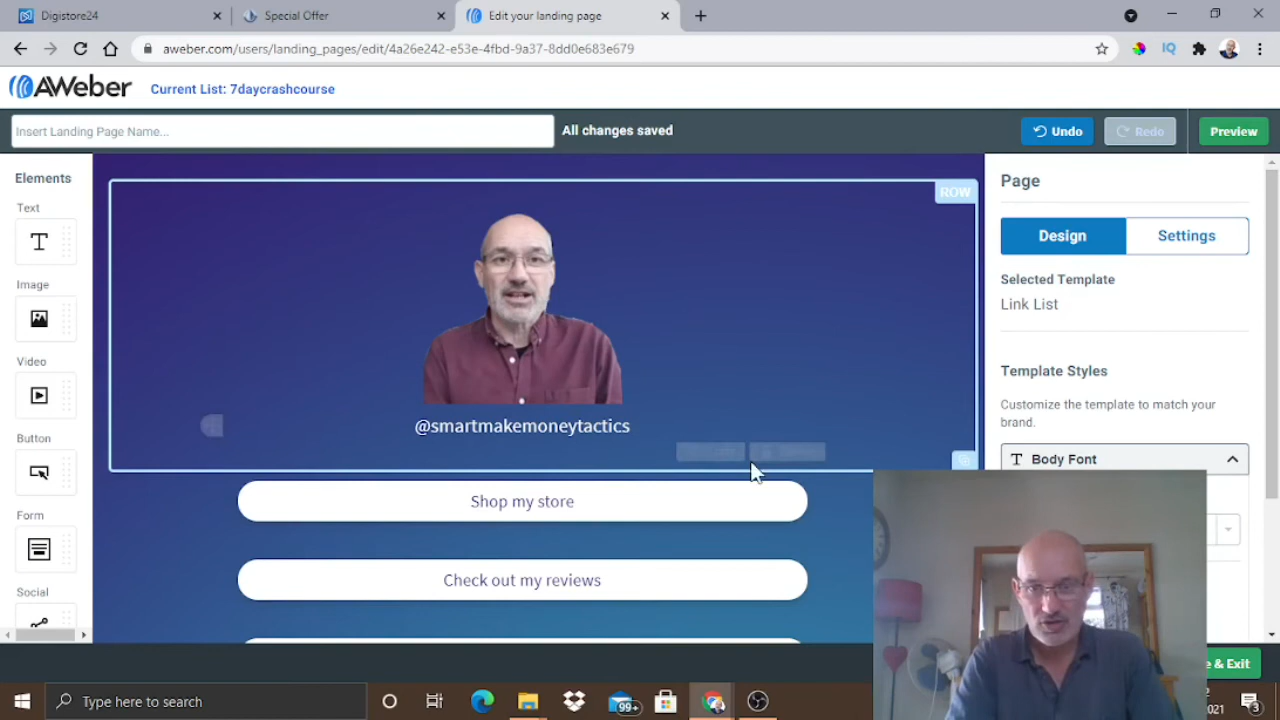 Digistore24
Special Offer
Edit your landing page
aweber.com/users/landing_pages/edit/4a26e242-e53e-4fbd-9a37-8dd0e683e679
IQ
AWeber
Current List: 7daycrashcourse
Insert Landing Page Name...
All changes saved
Undo
Redo
Preview
Elements
Text
T
Image
Video
Button
Form
Social
ROW
@smartmakemoneytactics
Shop my store
Check out my reviews
Page
Design
Settings
Selected Template
Link List
Template Styles
Customize the template to match your
brand.
T Body Font
& Exit
Type here to search
99+
2021
3